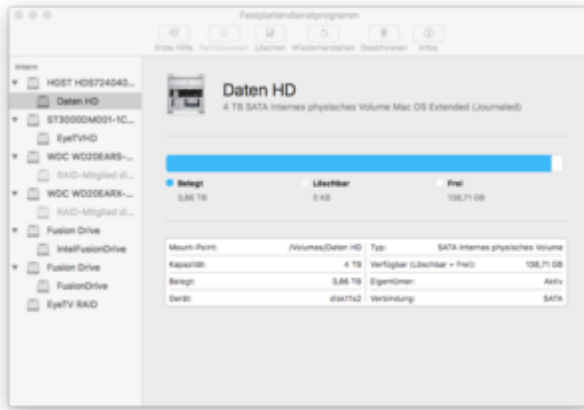 Festplattendienstprogramm
Erste Hilfe Partitionieren Löschen Wiederherstellen Deaktivieren Infos
Intern
HGST HDS724040...
Daten HD
ST3000DM001-1C...
EyeTVHD
WDC WD20EARS-...
RAID-Mitglied di...
WDC WD20EARX-...
RAID-Mitglied di...
Fusion Drive
IntelFusionDrive
Fusion Drive
FusionDrive
EyeTV RAID
Daten HD
4 TB SATA Internes physisches Volume Mac OS Extended (Journaled)
Belegt Löschbar Frei
3,86 TB 0 KB 138,71 GB
Mount-Point: /Volumes/Daten HD Typ: SATA Internes physisches Volume
Kapazität: 4 TB Verfügbar (Löschbar + Frei): 138,71 GB
Belegt: 3,86 TB Eigentümer: Aktiv
Gerät: disk11s2 Verbindung: SATA